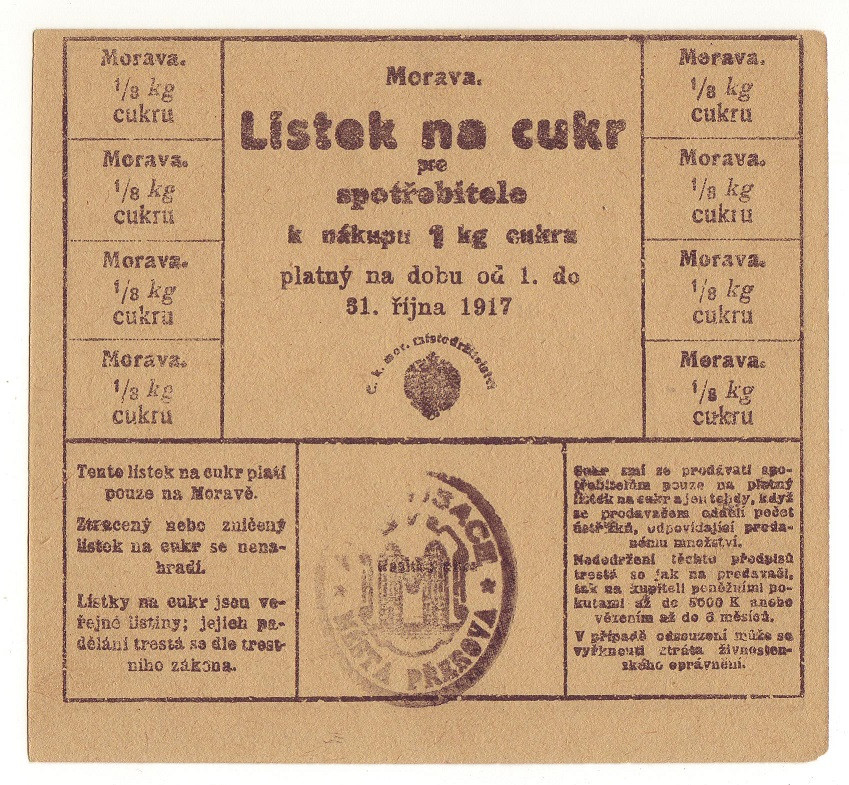 Morava.
1/8 kg
cukru
Morava.
1/8 kg
cukru
Morava.
1/8 kg
cukru
Morava.
1/8 kg
cukru
Morava.
Lístek na cukr
pro
spotřebitele
k nákupu 1 kg cukru
platný na dobu od 1. do
31. října 1917
C. k. mor. místodržitelství
Morava.
1/8 kg
cukru
Morava.
1/8 kg
cukru
Morava.
1/8 kg
cukru
Morava.
1/8 kg
cukru
Tento lístek na cukr platí
pouze na Moravě.
Ztracený nebo zničený
lístek na cukr se nena-
hradí.
Lístky na cukr jsou ve-
řejné listiny; jejich pa-
dělání trestá se dle trest-
ního zákona.
MĚSTA PŘEROVA
Cukr smí se prodávati spo-
třebitelům pouze na platný
lístek na cukr a jen tehdy, když
se prodavačem oddělí počet
ústřižků, odpovídající proda-
nému množství.
Nedodržení těchto předpisů
trestá se jak na prodavači,
tak na kupiteli peněžními po-
kutami až do 5000 K anebo
vězením až do 6 měsíců.
V případě odsouzení může se
vyřknouti ztráta živnosten-
ského oprávnění.